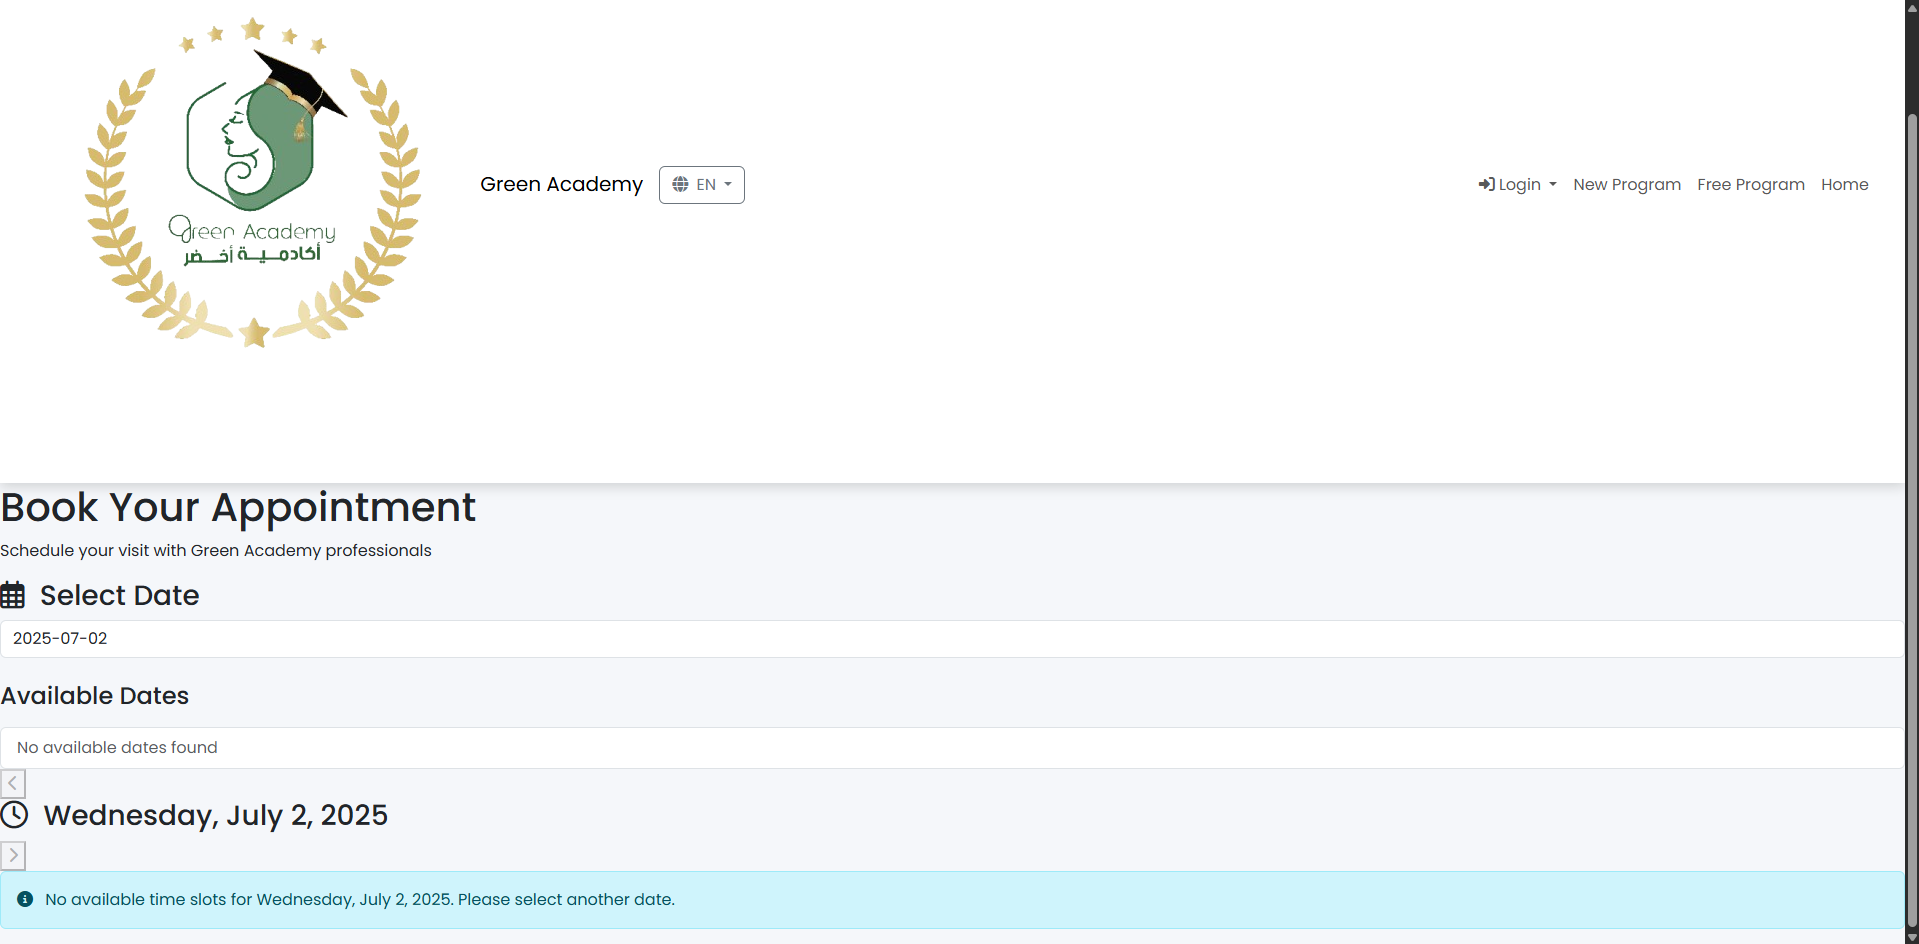 Green Academy
أكاديمية أخضر
Green Academy
EN
Login
New Program
Free Program
Home
Book Your Appointment
Schedule your visit with Green Academy professionals
Select Date
2025-07-02
Available Dates
No available dates found
Wednesday, July 2, 2025
No available time slots for Wednesday, July 2, 2025. Please select another date.